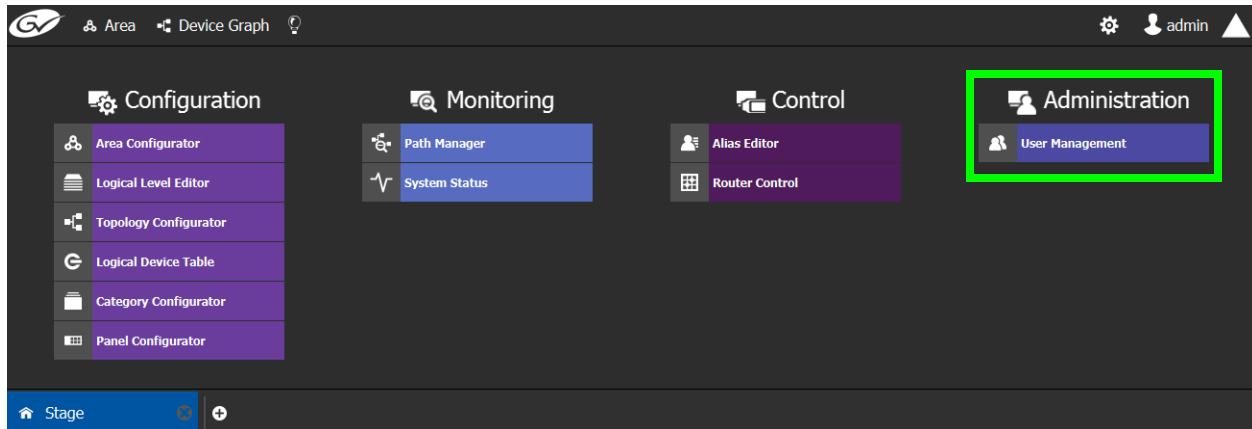 GV Area Device Graph admin
Configuration Monitoring Control Administration
Area Configurator Path Manager Alias Editor User Management
Logical Level Editor System Status Router Control
Topology Configurator
Logical Device Table
Category Configurator
Panel Configurator
Stage